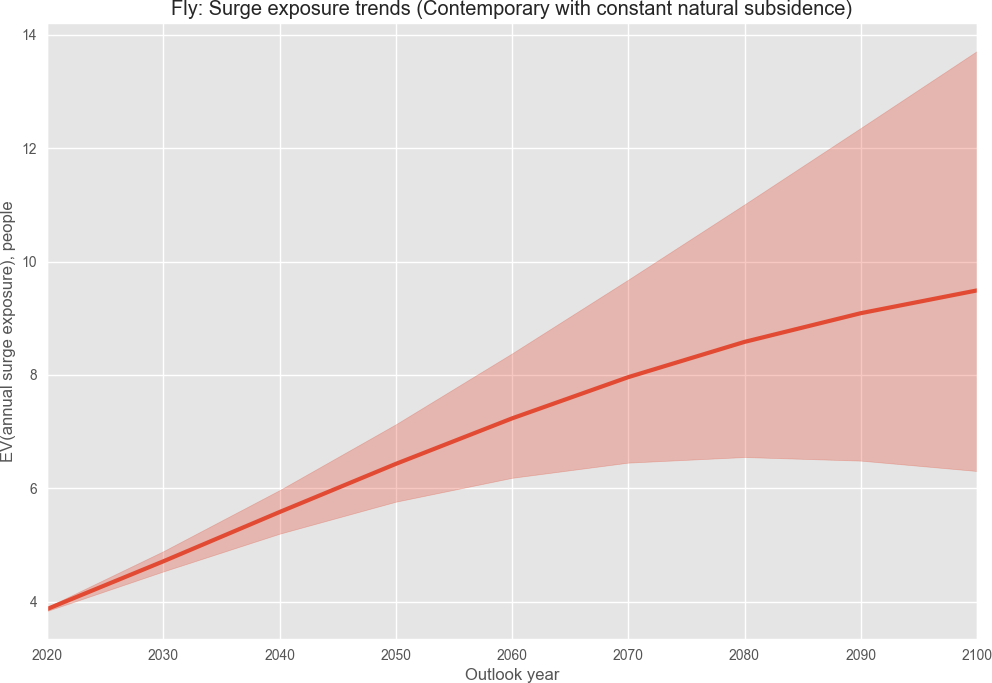 Fly: Surge exposure trends (Contemporary with constant natural subsidence)
EV(annual surge exposure), people
14
12
10
8
6
4
2020 2030 2040 2050 2060 2070 2080 2090 2100
Outlook year